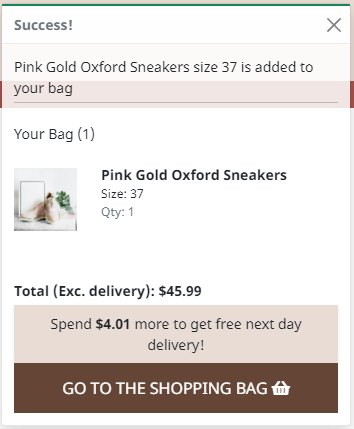 Success!
Pink Gold Oxford Sneakers size 37 is added to
your bag
Your Bag (1)
Pink Gold Oxford Sneakers
Size: 37
Qty: 1
Total (Exc. delivery): $45.99
Spend $4.01 more to get free next day
delivery!
GO TO THE SHOPPING BAG